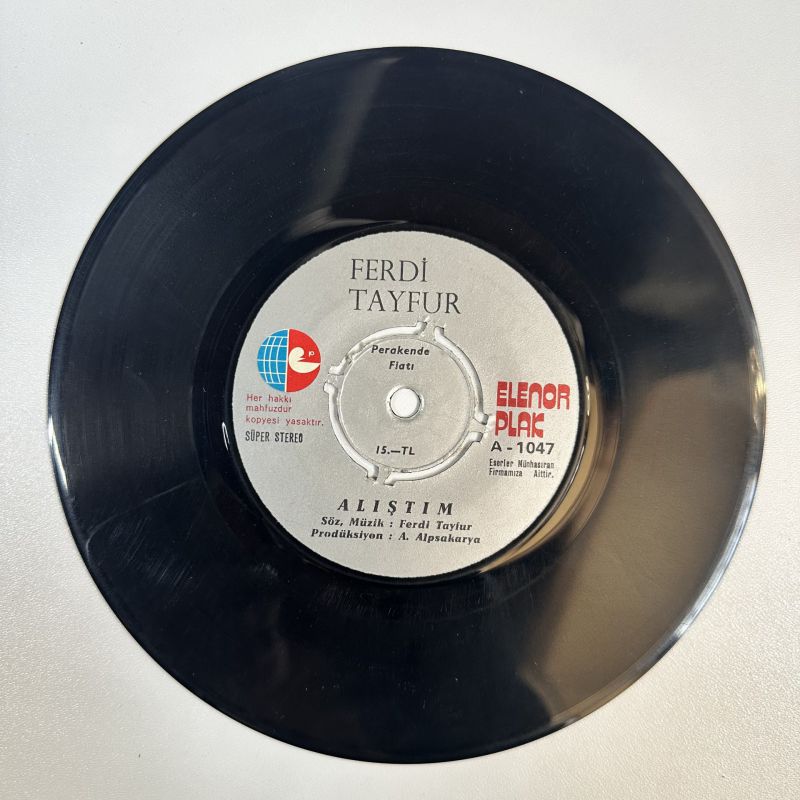 FERDİ
TAYFUR
Perakende
Fiatı
Her hakkı
mahfuzdur
kopyesi yasaktır.
SÜPER STEREO
ELENOR
PLAK
A - 1047
Eserler Münhasıran
Firmamıza Aittir.
15.—TL
ALIŞTIM
Söz, Müzik : Ferdi Tayfur
Prodüksiyon : A. Alpsakarya